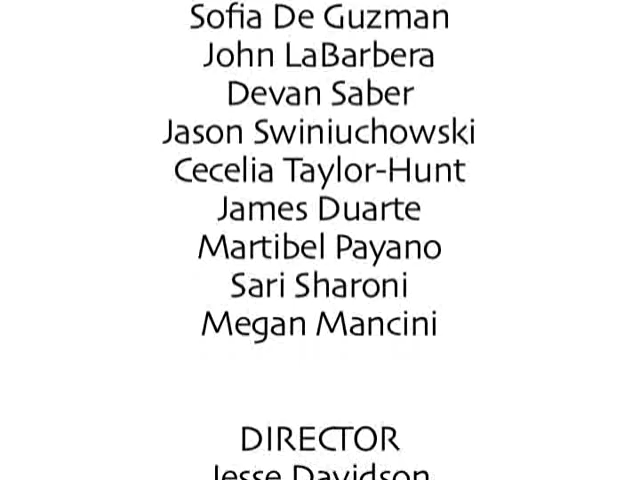 Sofia De Guzman
John LaBarbera
Devan Saber
Jason Swiniuchowski
Cecelia Taylor-Hunt
James Duarte
Martibel Payano
Sari Sharoni
Megan Mancini
DIRECTOR
Jesse Davidson